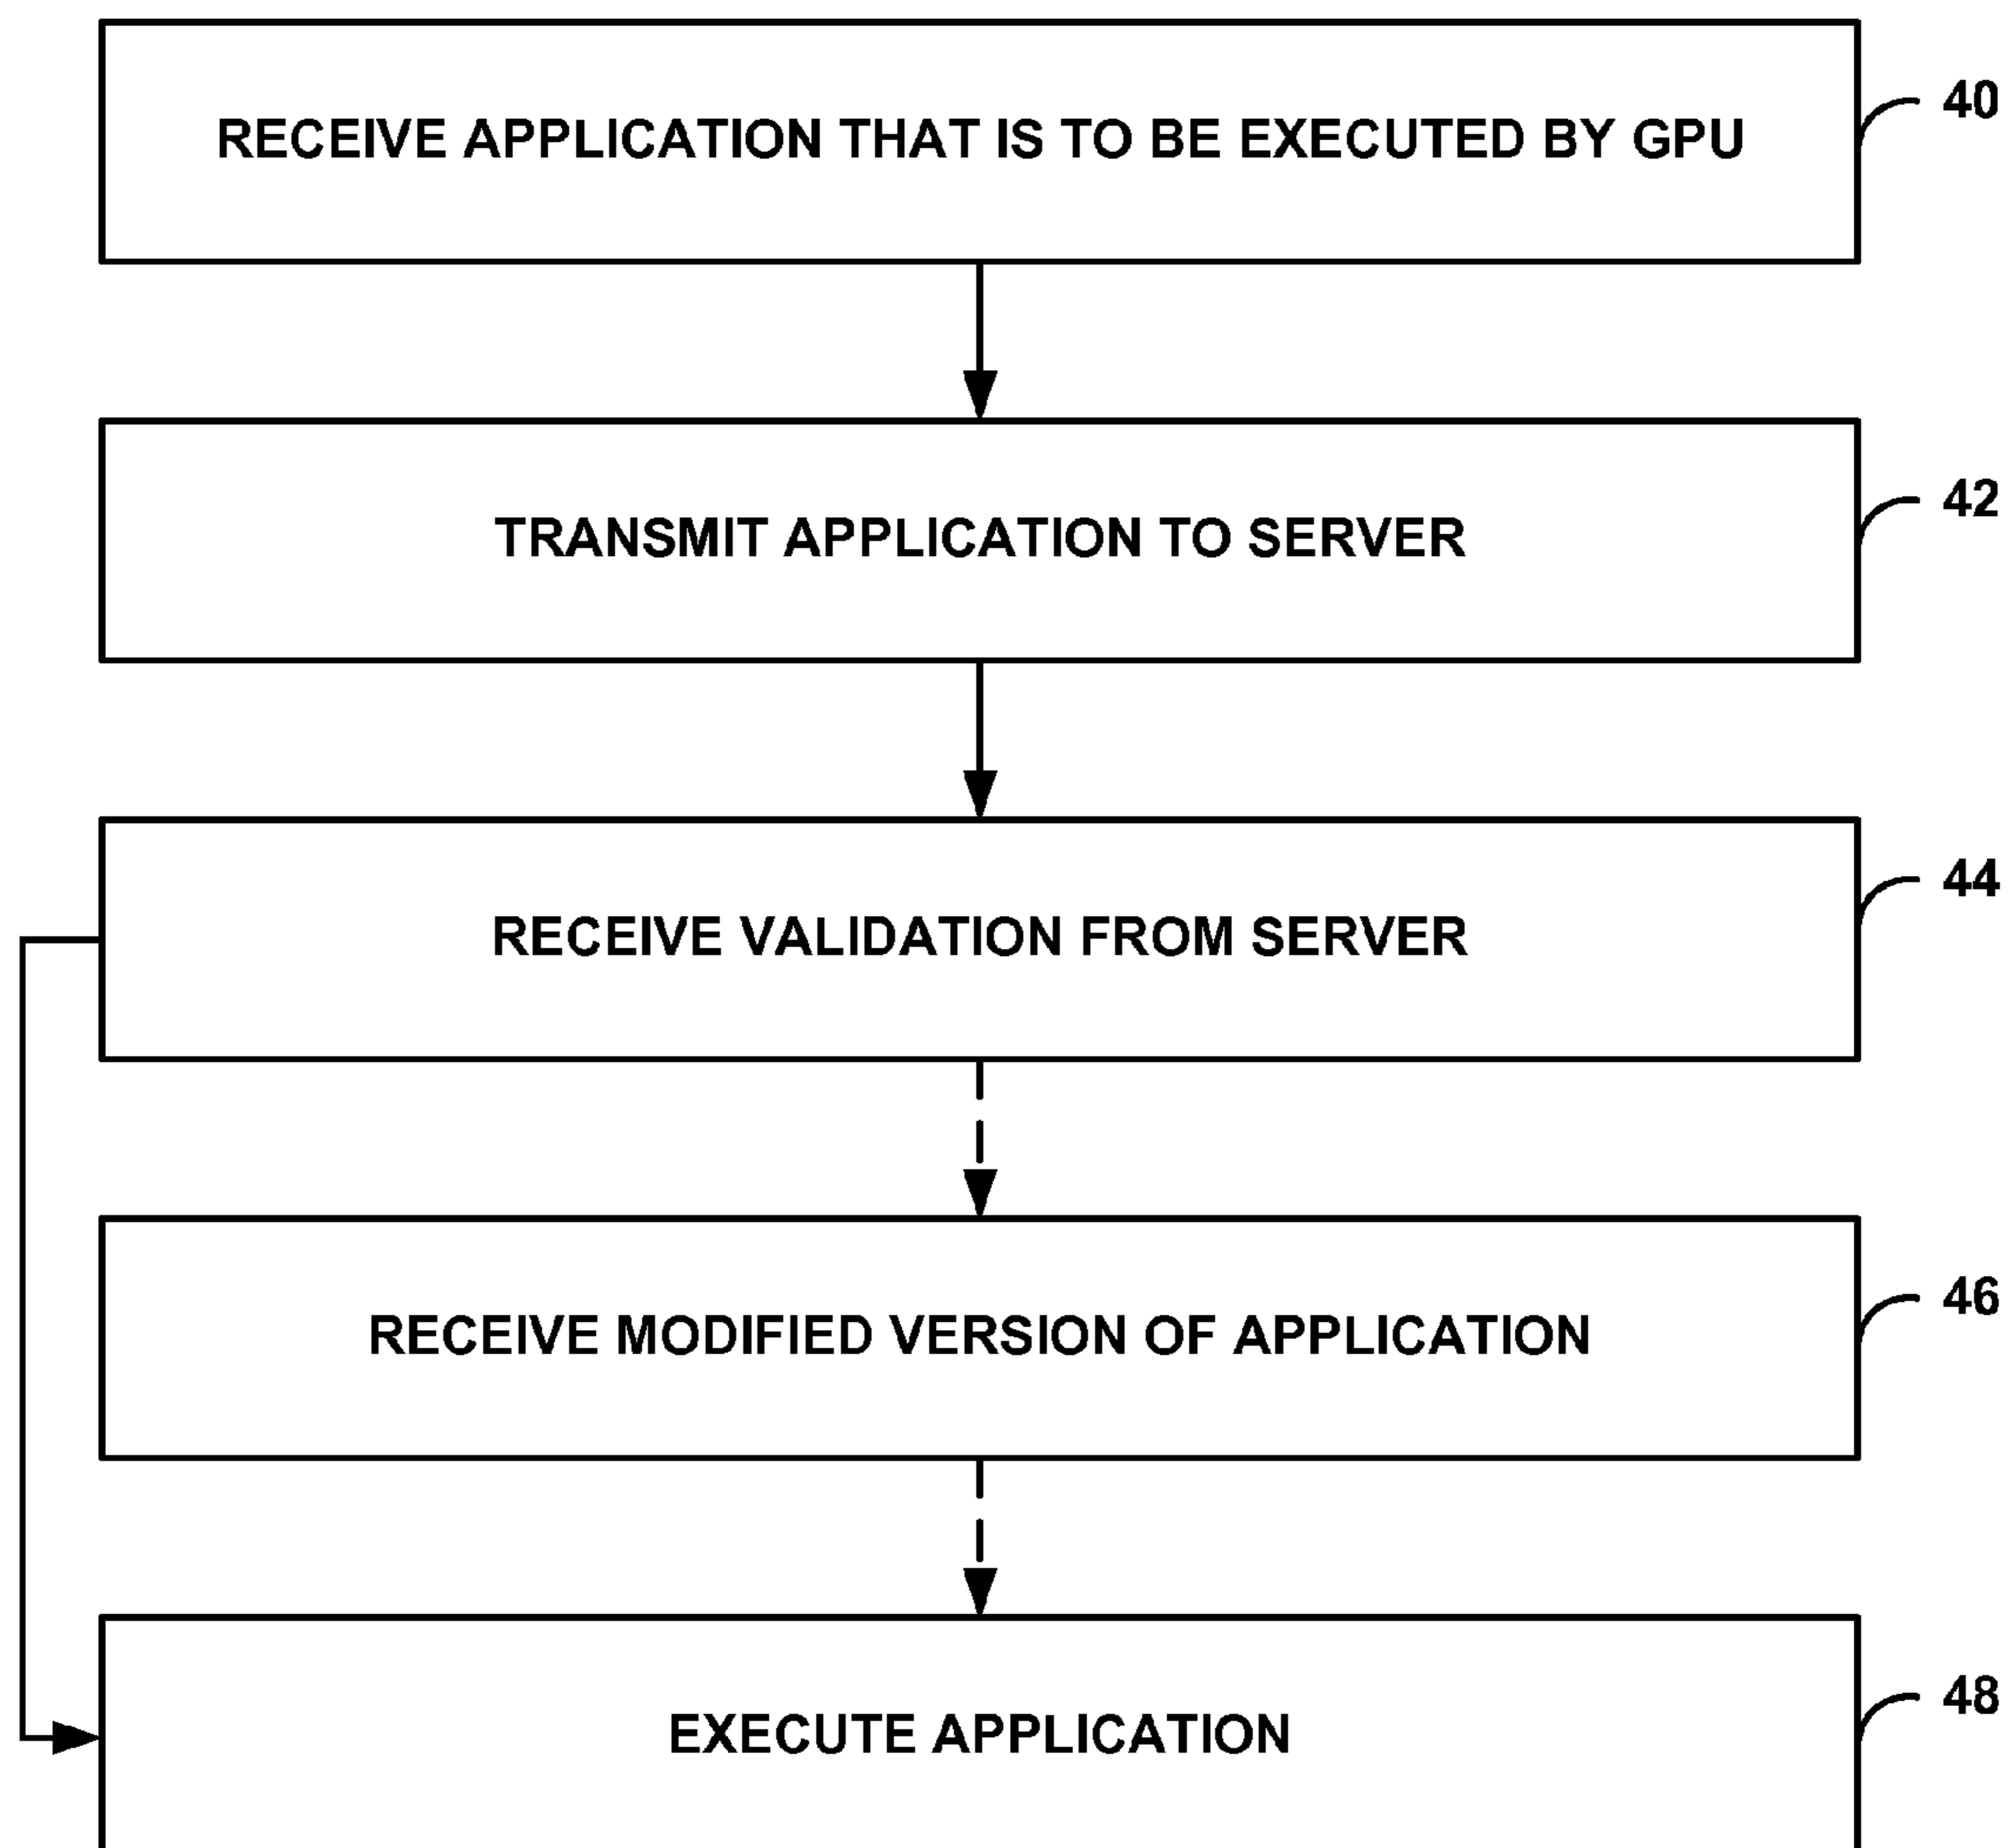 RECEIVE APPLICATION THAT IS TO BE EXECUTED BY GPU
40
TRANSMIT APPLICATION TO SERVER
42
RECEIVE VALIDATION FROM SERVER
44
RECEIVE MODIFIED VERSION OF APPLICATION
46
EXECUTE APPLICATION
48